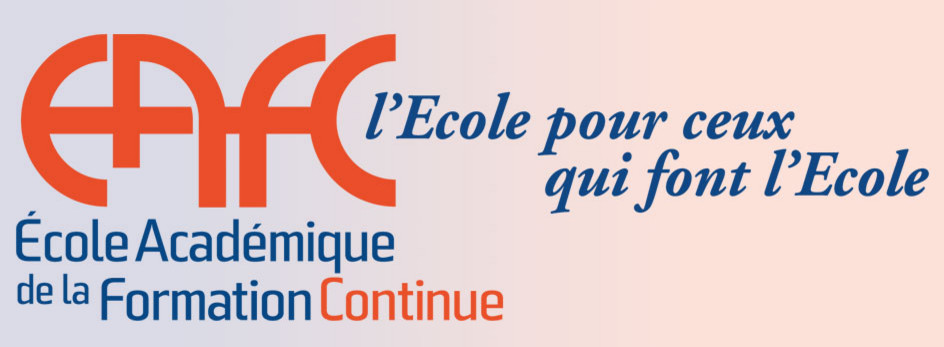 EAFC
l’Ecole pour ceux
qui font l’Ecole
École Académique
de la Formation Continue